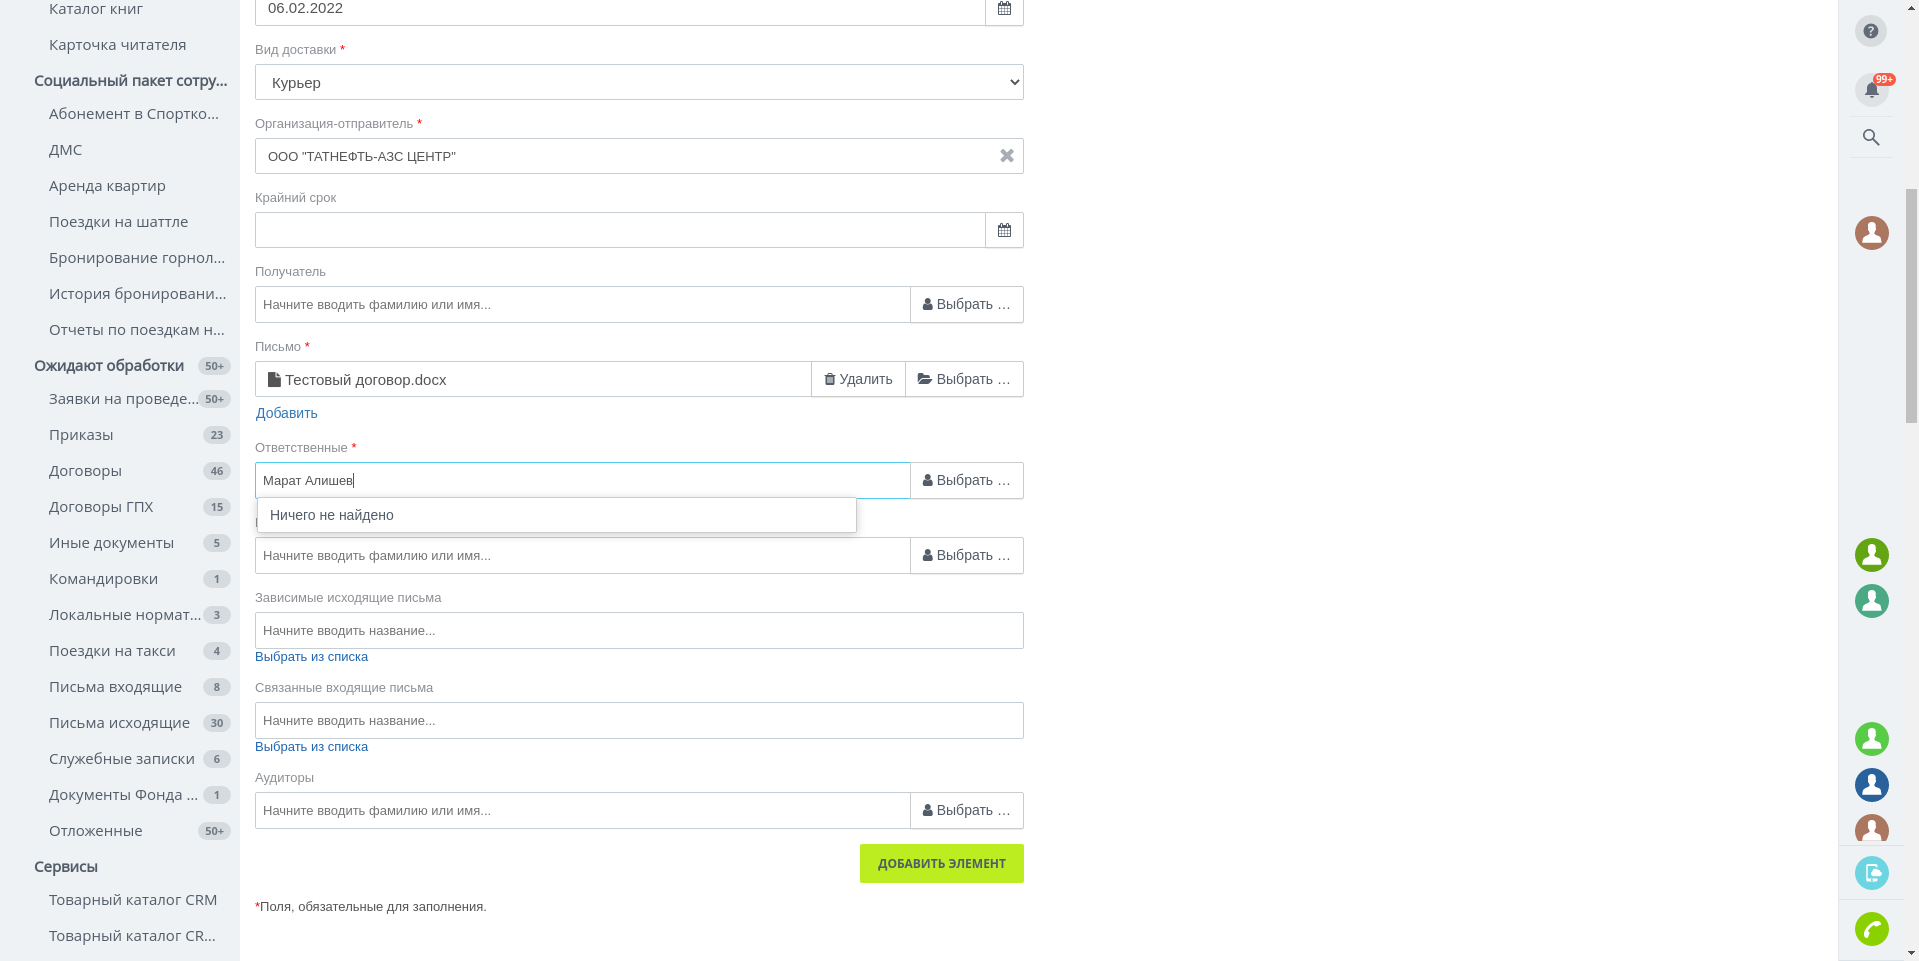 Каталог книг
Карточка читателя
Социальный пакет сотру...
Абонемент в Спортко...
ДМС
Аренда квартир
Поездки на шаттле
Бронирование горнол...
История бронировани...
Отчеты по поездкам н...
Ожидают обработки 50+
Заявки на проведе... 50+
Приказы 23
Договоры 46
Договоры ГПХ 15
Иные документы 5
Командировки 1
Локальные нормат... 3
Поездки на такси 4
Письма входящие 8
Письма исходящие 30
Служебные записки 6
Документы Фонда ... 1
Отложенные 50+
Сервисы
Товарный каталог CRM
Товарный каталог CR...
06.02.2022
Вид доставки *
Курьер
Организация-отправитель *
ООО "ТАТНЕФТЬ-АЗС ЦЕНТР"
Крайний срок
Получатель
Начните вводить фамилию или имя... Выбрать ...
Письмо *
Тестовый договор.docx Удалить Выбрать ...
Добавить
Ответственные *
Марат Алишев Выбрать ...
Ничего не найдено
Начните вводить фамилию или имя... Выбрать ...
Зависимые исходящие письма
Начните вводить название...
Выбрать из списка
Связанные входящие письма
Начните вводить название...
Выбрать из списка
Аудиторы
Начните вводить фамилию или имя... Выбрать ...
ДОБАВИТЬ ЭЛЕМЕНТ
*Поля, обязательные для заполнения.
?
99+